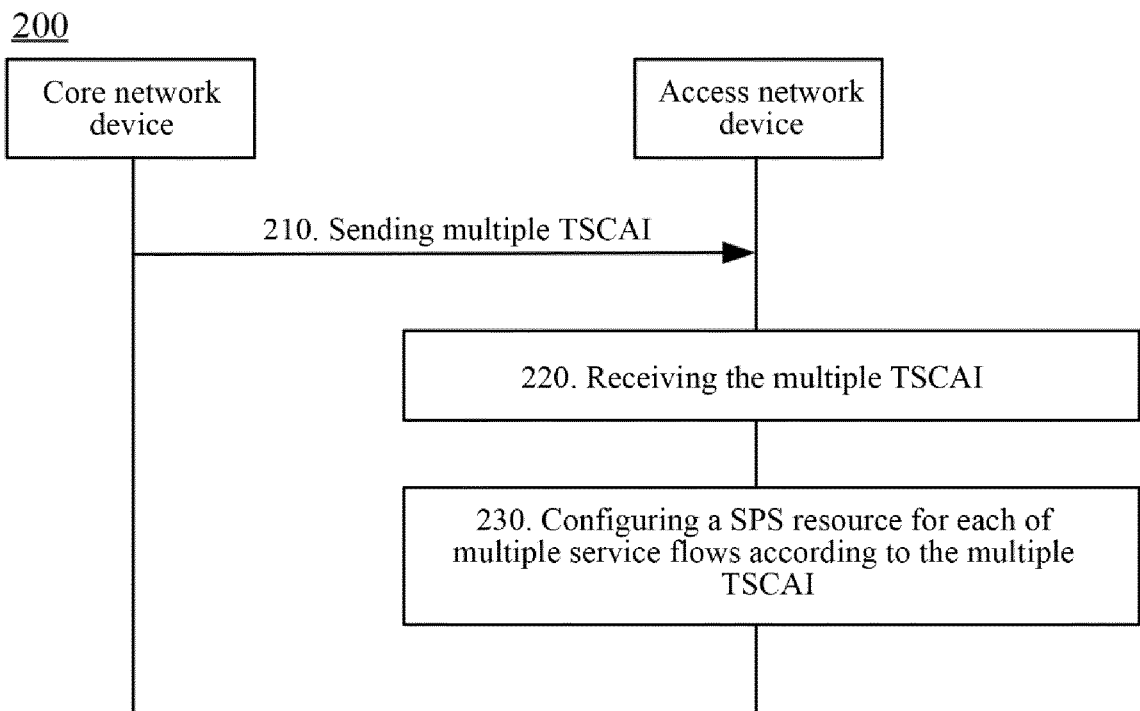 200
Core network
device
Access network
device
210. Sending multiple TSCAI
220. Receiving the multiple TSCAI
230. Configuring a SPS resource for each of
multiple service flows according to the multiple
TSCAI